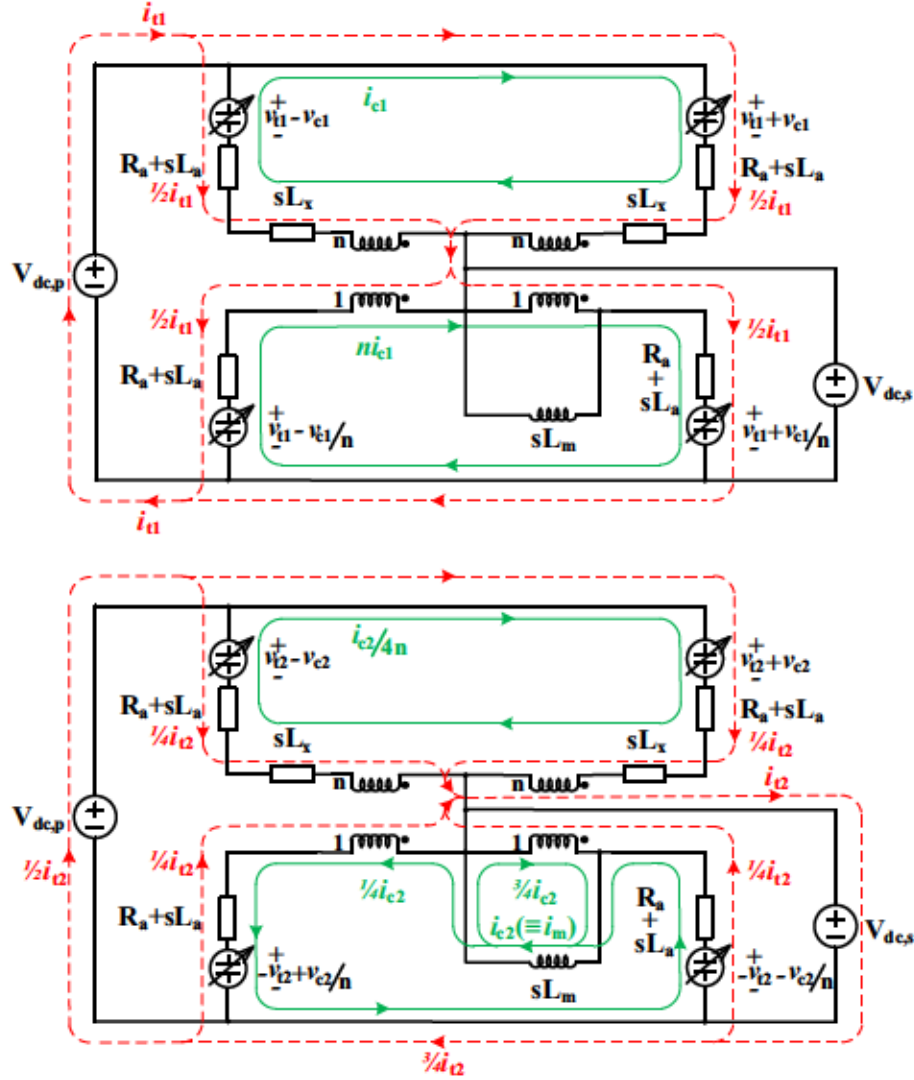 i_t1
i_c1
+
v_t1 – v_c1
–
+
v_t1 + v_c1
–
R_a+sL_a
R_a+sL_a
½i_t1
½i_t1
sL_x
sL_x
n
n
V_dc,p
+
–
1
1
½i_t1
½i_t1
ni_c1
R_a+sL_a
R_a
+
sL_a
V_dc,s
+
–
+
v_t1 – v_c1/n
–
sL_m
+
v_t1 + v_c1/n
–
i_t1
i_c2/4n
+
v_t2 – v_c2
–
+
v_t2 + v_c2
–
R_a+sL_a
R_a+sL_a
¼i_t2
¼i_t2
sL_x
sL_x
n
n
i_t2
V_dc,p
+
–
1
1
½i_t2
¼i_t2
¼i_t2
¼i_c2
¾i_c2
R_a+sL_a
i_c2(≡i_m)
R_a
+
sL_a
V_dc,s
+
–
+
-v_t2+v_c2/n
–
sL_m
+
-v_t2 – v_c2/n
–
¾i_t2